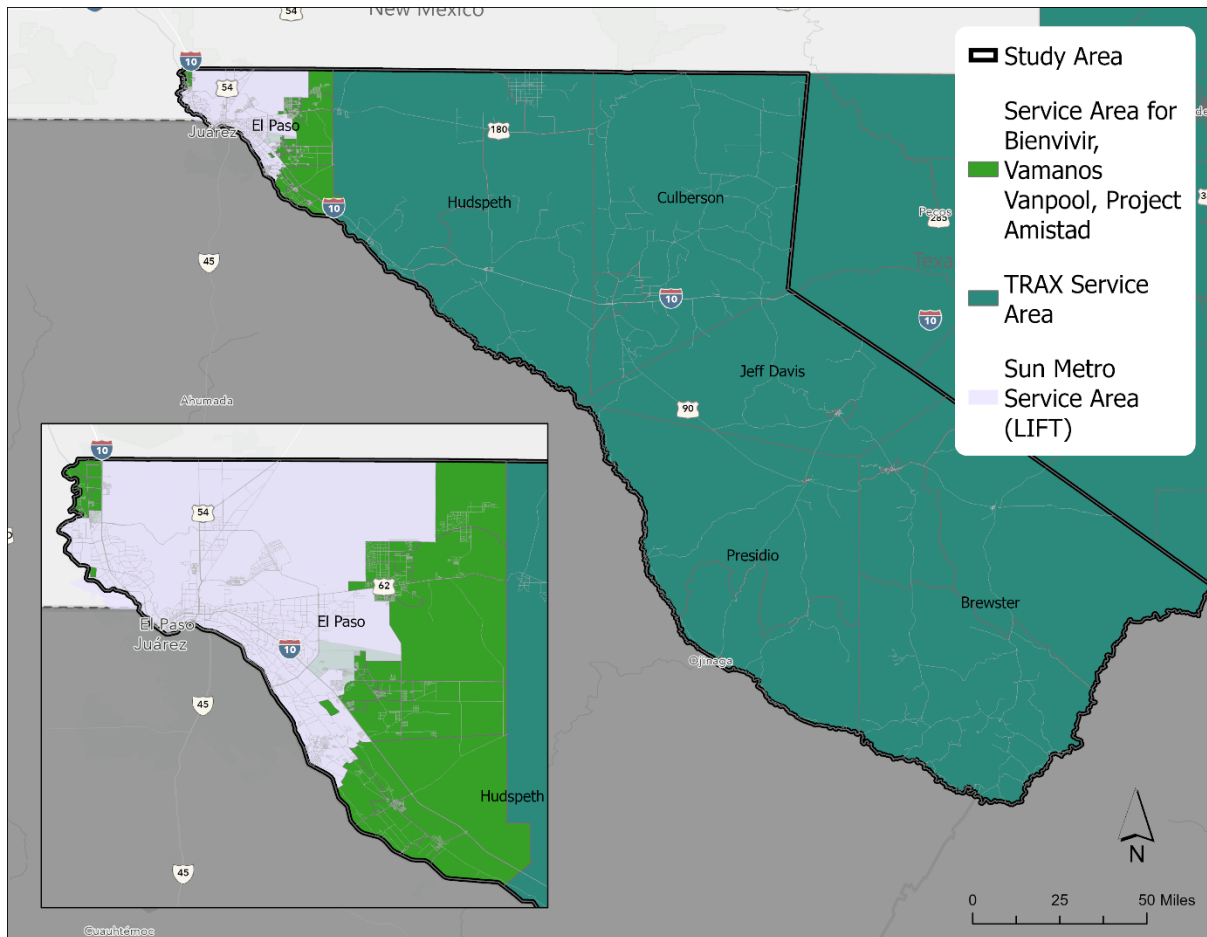 New Mexico
54
10
54
El Paso
Juárez
180
10
Hudspeth
Culberson
Pecos
285
45
10
10
Jeff Davis
90
Ahumada
Presidio
Brewster
Ojinaga
Cuauhtémoc
Study Area
Service Area for
Bienvivir,
Vamanos
Vanpool, Project
Amistad
TRAX Service
Area
Sun Metro
Service Area
(LIFT)
10
54
62
El Paso
El Paso
Juárez
10
45
Hudspeth
45
N
0 25 50 Miles